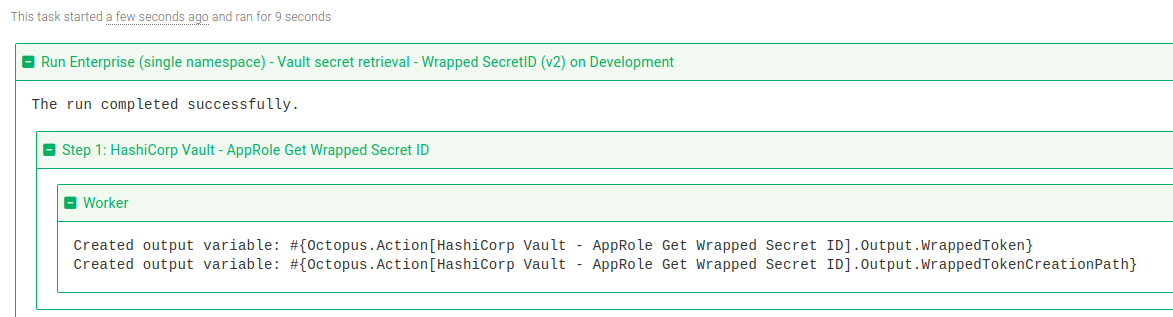 This task started a few seconds ago and ran for 9 seconds
Run Enterprise (single namespace) - Vault secret retrieval - Wrapped SecretID (v2) on Development
The run completed successfully.
Step 1: HashiCorp Vault - AppRole Get Wrapped Secret ID
Worker
Created output variable: #{Octopus.Action[HashiCorp Vault - AppRole Get Wrapped Secret ID].Output.WrappedToken}
Created output variable: #{Octopus.Action[HashiCorp Vault - AppRole Get Wrapped Secret ID].Output.WrappedTokenCreationPath}